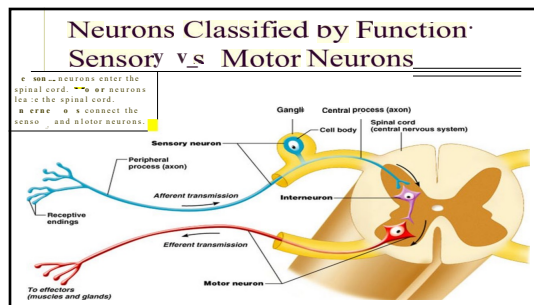 Neurons Classified by Function:
Sensory vs Motor Neurons
neurons enter the
spinal cord. neurons
the spinal cord.
connect the
and neurons.
Gangli
Central process (axon)
Cell body
Spinal cord
(central nervous system)
Sensory neuron
Peripheral
process (axon)
Afferent transmission
Interneuron
Receptive
endings
Efferent transmission
Motor neuron
To effectors
(muscles and glands)